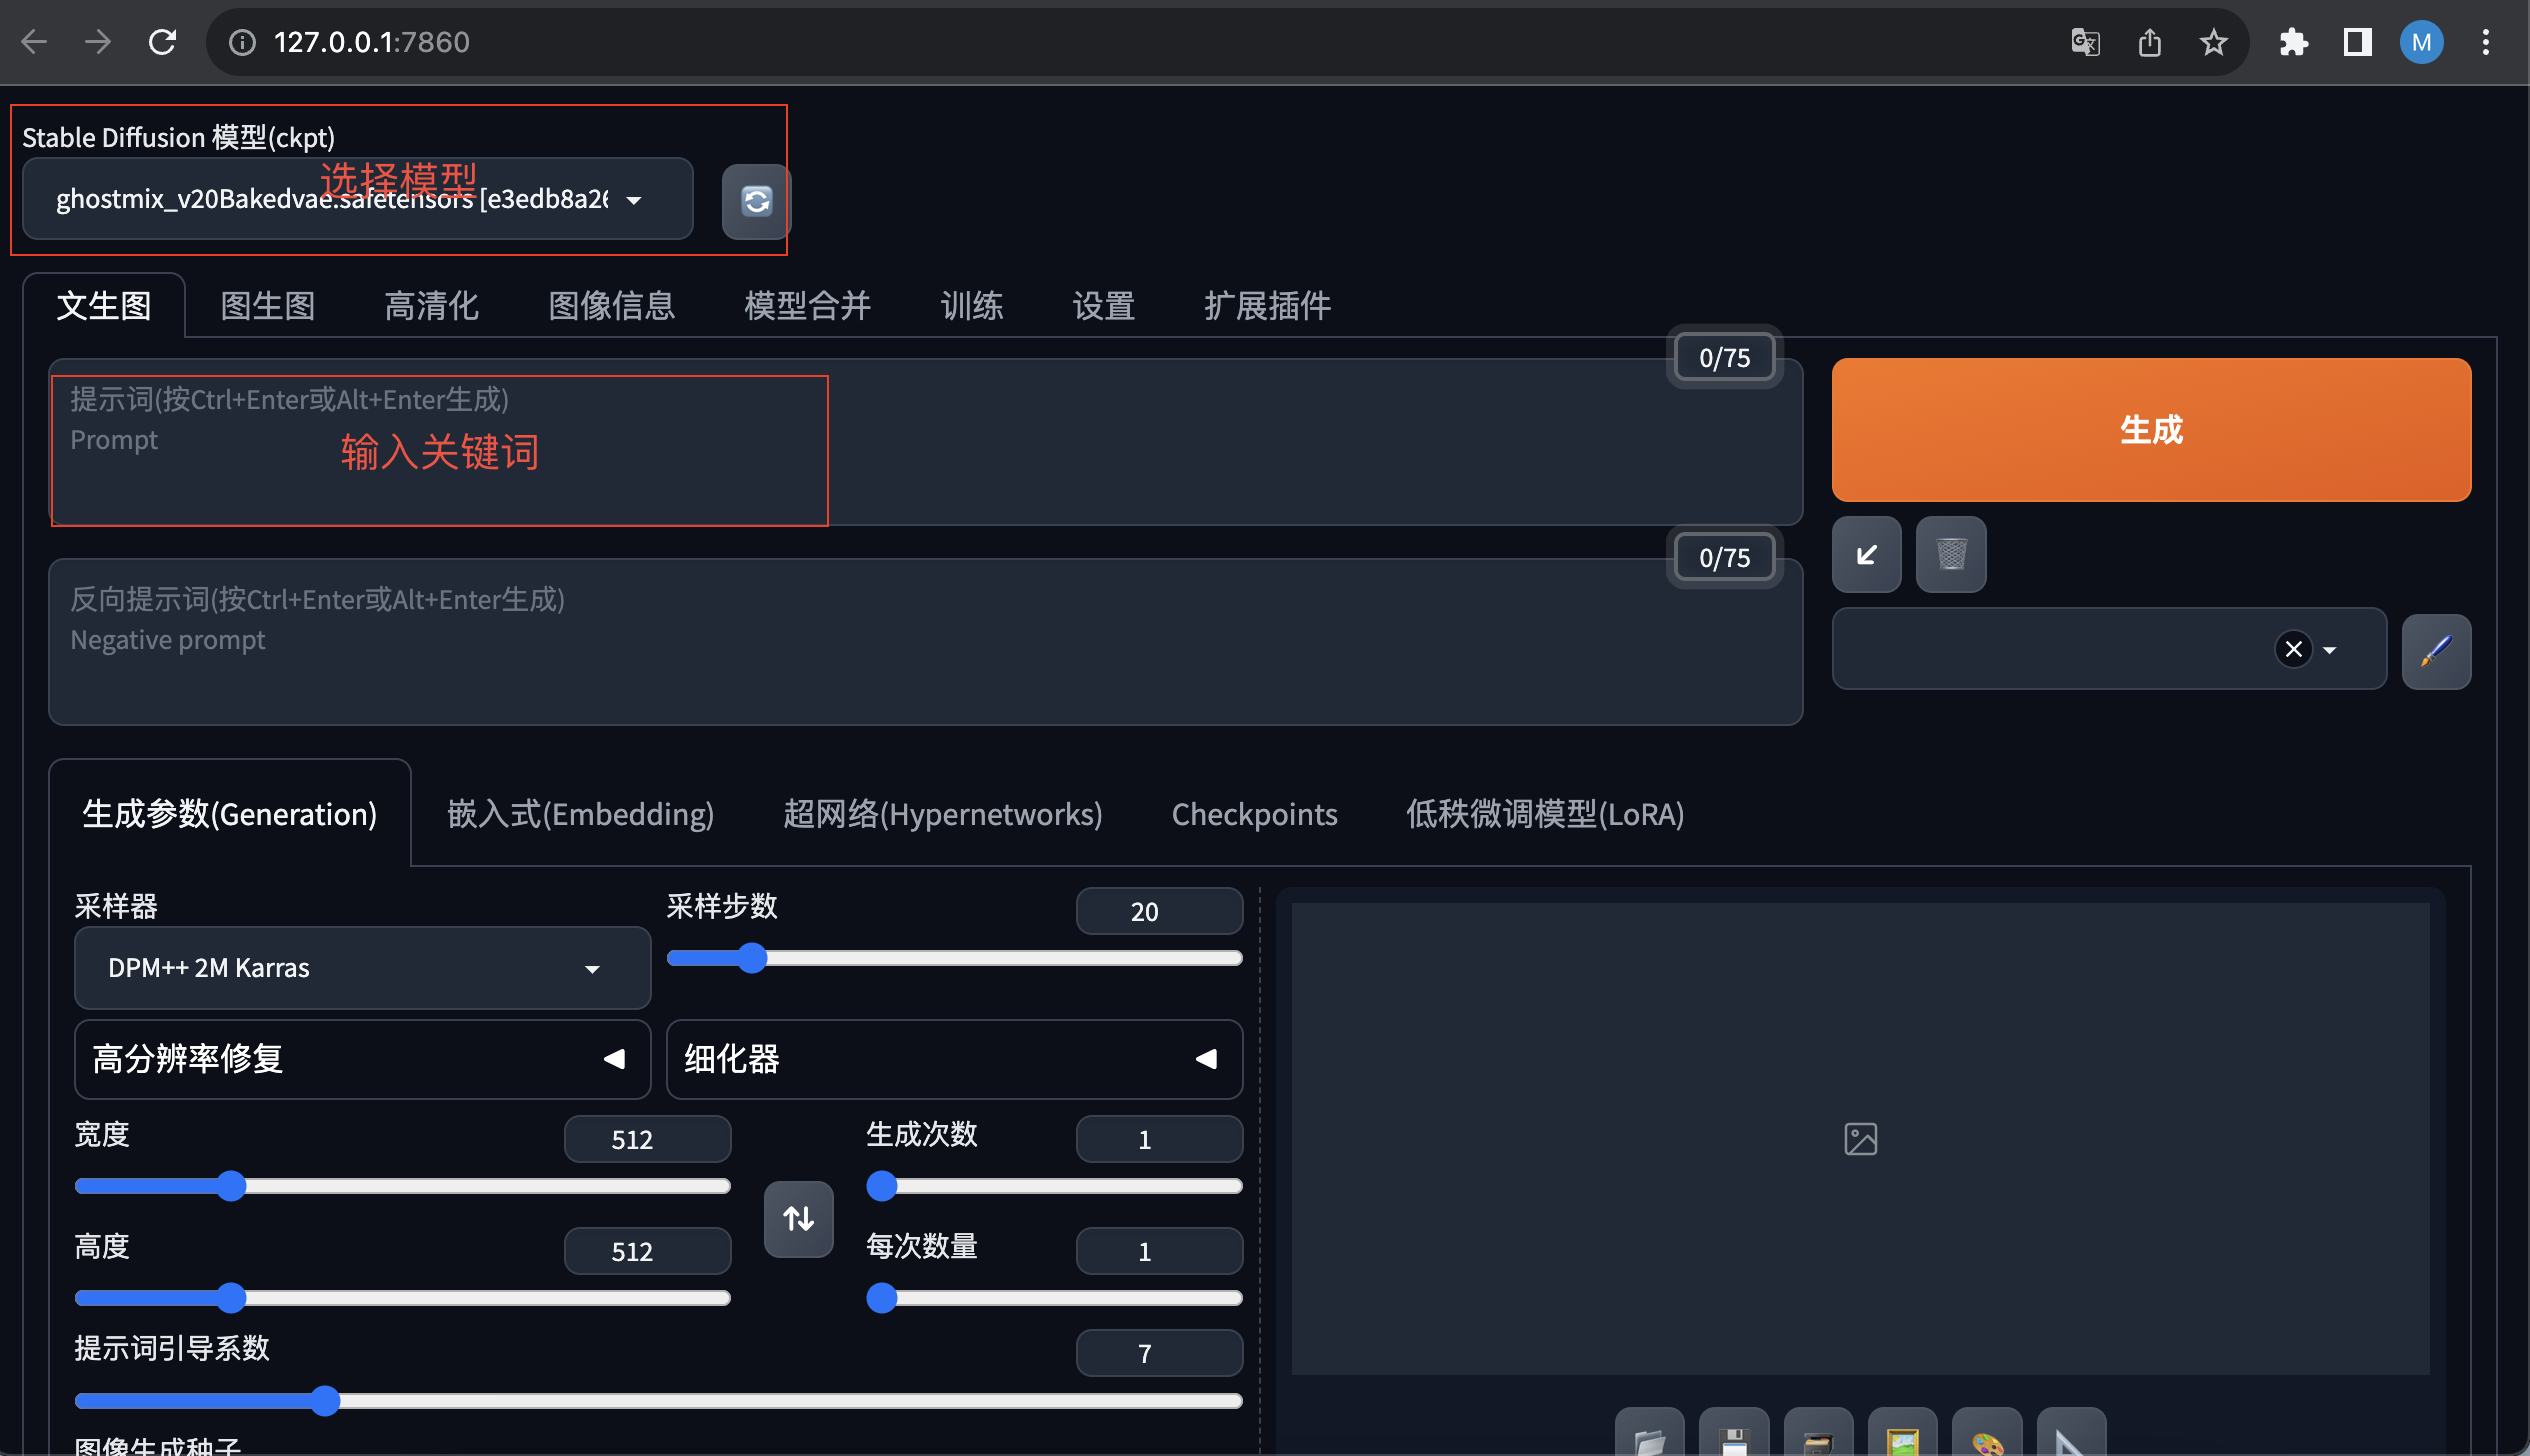 127.0.0.1:7860
M
Stable Diffusion 模型(ckpt)
选择模型
ghostmix_v20Bakedvae.safetensors [e3edb8a26
文生图 图生图 高清化 图像信息 模型合并 训练 设置 扩展插件
0/75
提示词(按Ctrl+Enter或Alt+Enter生成)
Prompt
输入关键词
生成
0/75
反向提示词(按Ctrl+Enter或Alt+Enter生成)
Negative prompt
生成参数(Generation) 嵌入式(Embedding) 超网络(Hypernetworks) Checkpoints 低秩微调模型(LoRA)
采样器 采样步数 20
DPM++ 2M Karras
高分辨率修复 细化器
宽度 512 生成次数 1
高度 512 每次数量 1
提示词引导系数 7
图像生成种子